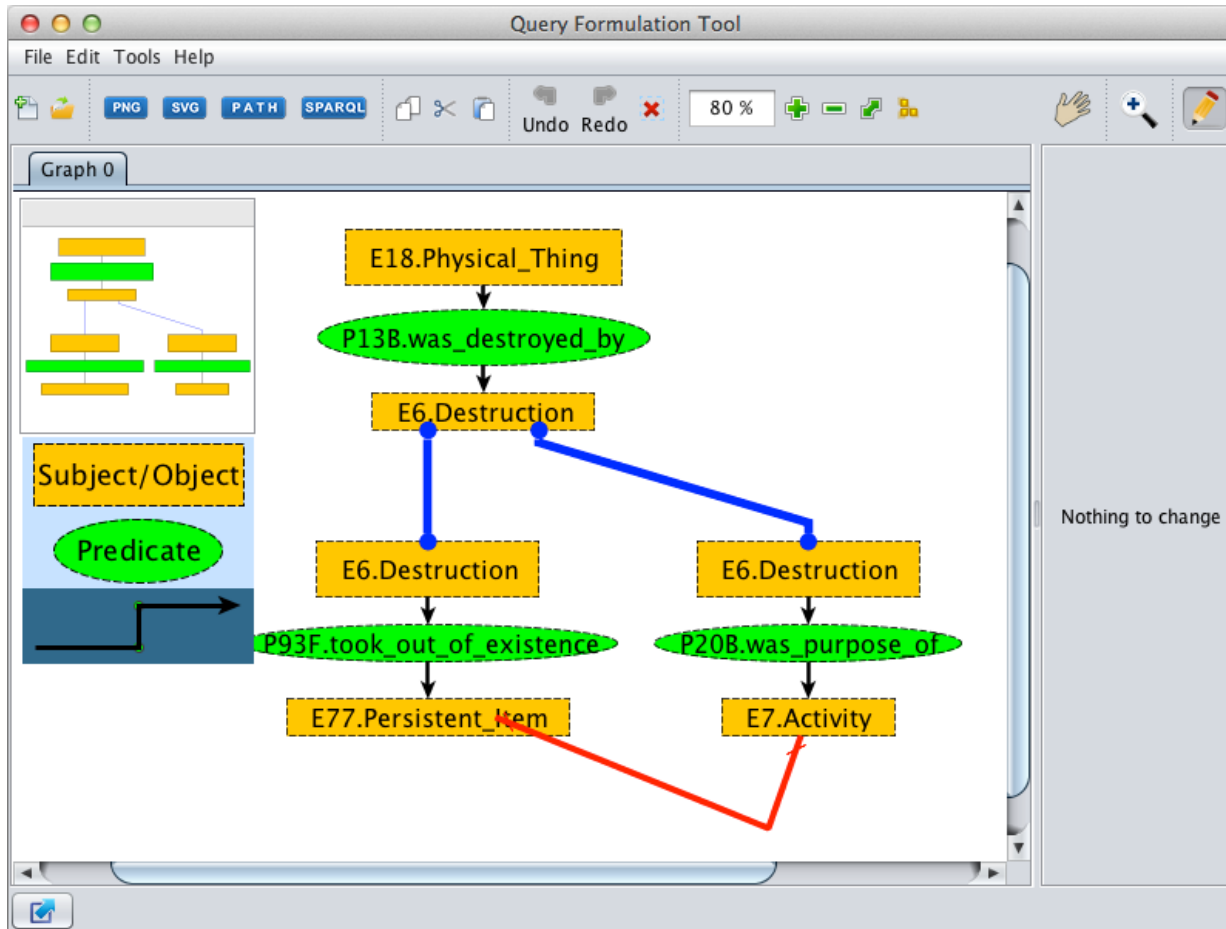 Query Formulation Tool
File Edit Tools Help
PNG SVG PATH SPARQL Undo Redo 80 %
Graph 0
E18.Physical_Thing
P13B.was_destroyed_by
E6.Destruction
Subject/Object
Predicate
E6.Destruction E6.Destruction
P93F.took_out_of_existence P20B.was_purpose_of
E77.Persistent_Item E7.Activity
Nothing to change